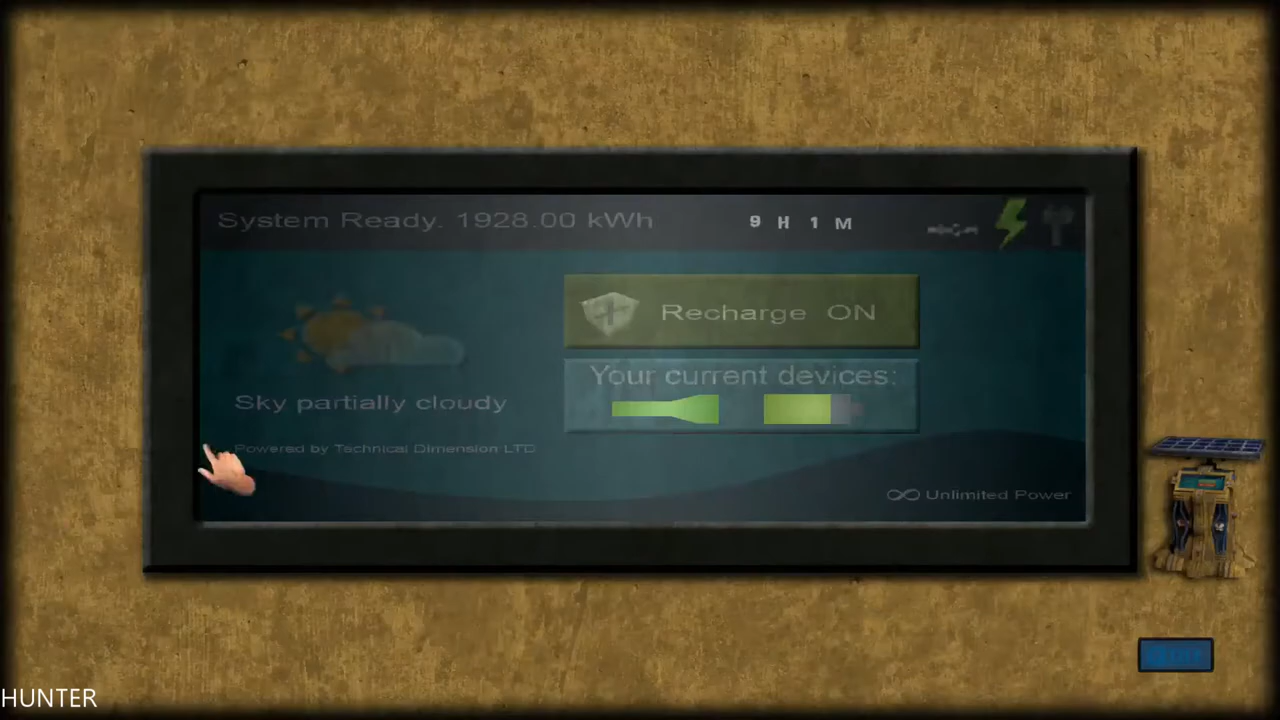 System Ready. 1928.00 kWh
9 H 1 M
Recharge ON
Your current devices:
Sky partially cloudy
Powered by Technical Dimension LTD
Unlimited Power
HUNTER